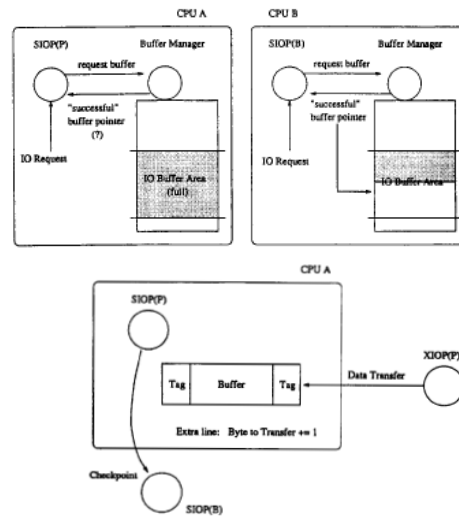 CPU A
SIOP(P)
Buffer Manager
request buffer
"successful"
buffer pointer
(?)
IO Request
IO Buffer Area
(full)
CPU B
SIOP(B)
Buffer Manager
request buffer
"successful"
buffer pointer
IO Request
IO Buffer Area
CPU A
SIOP(P)
XIOP(P)
Tag
Buffer
Tag
Data Transfer
Extra line: Byte to Transfer += 1
Checkpoint
SIOP(B)